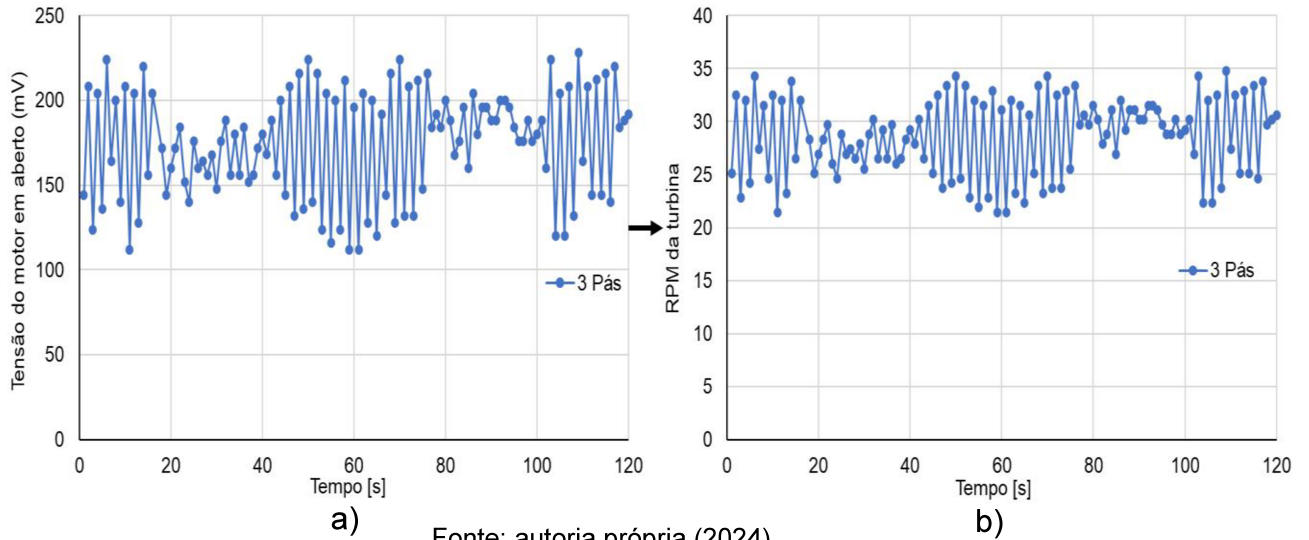 Tensão do motor em aberto (mV)
250
200
150
100
50
0
0 20 40 60 80 100 120
Tempo [s]
3 Pás
a)
RPM da turbina
40
35
30
25
20
15
10
5
0
0 20 40 60 80 100 120
Tempo [s]
3 Pás
b)
Fonte: autoria própria (2024)